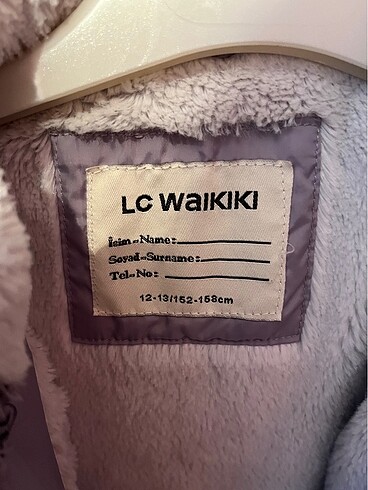 LC WAIKIKI
İsim-Name:
Soyad-Surname:
Tel-No:
12-13/152-158cm